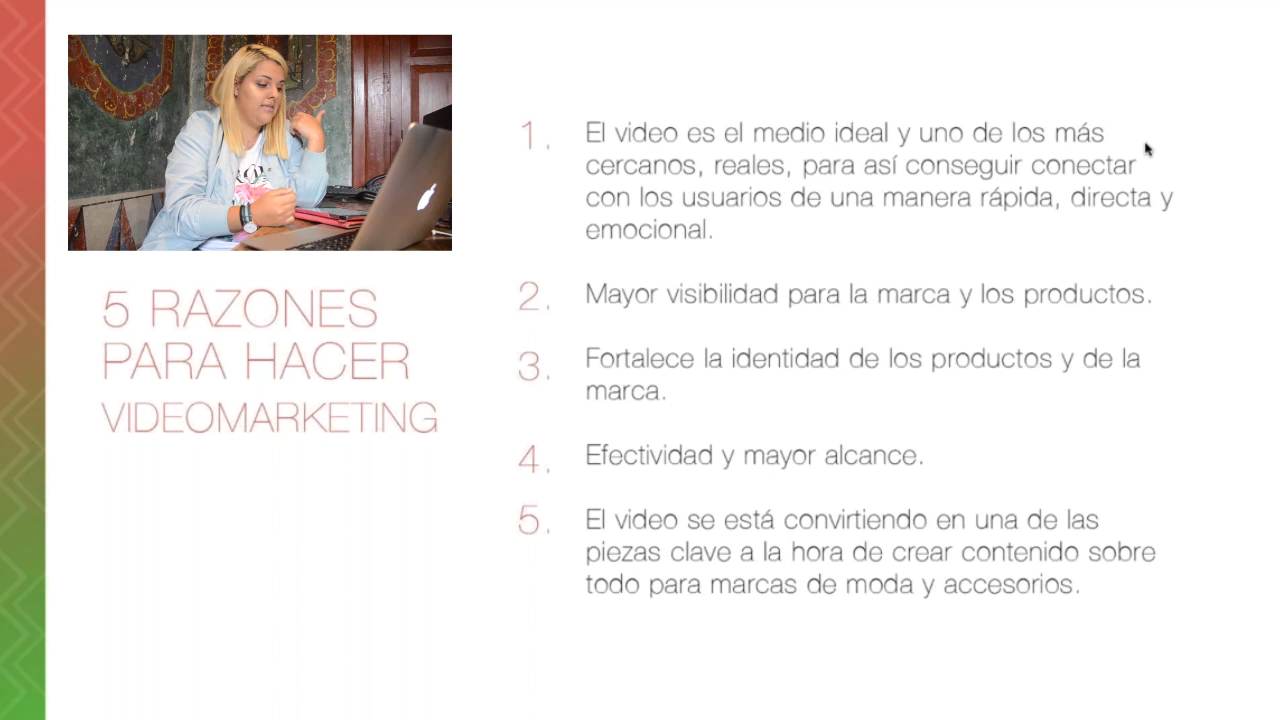 5 RAZONES
PARA HACER
VIDEOMARKETING
1. El video es el medio ideal y uno de los más
cercanos, reales, para así conseguir conectar
con los usuarios de una manera rápida, directa y
emocional.
2. Mayor visibilidad para la marca y los productos.
3. Fortalece la identidad de los productos y de la
marca.
4. Efectividad y mayor alcance.
5. El video se está convirtiendo en una de las
piezas clave a la hora de crear contenido sobre
todo para marcas de moda y accesorios.